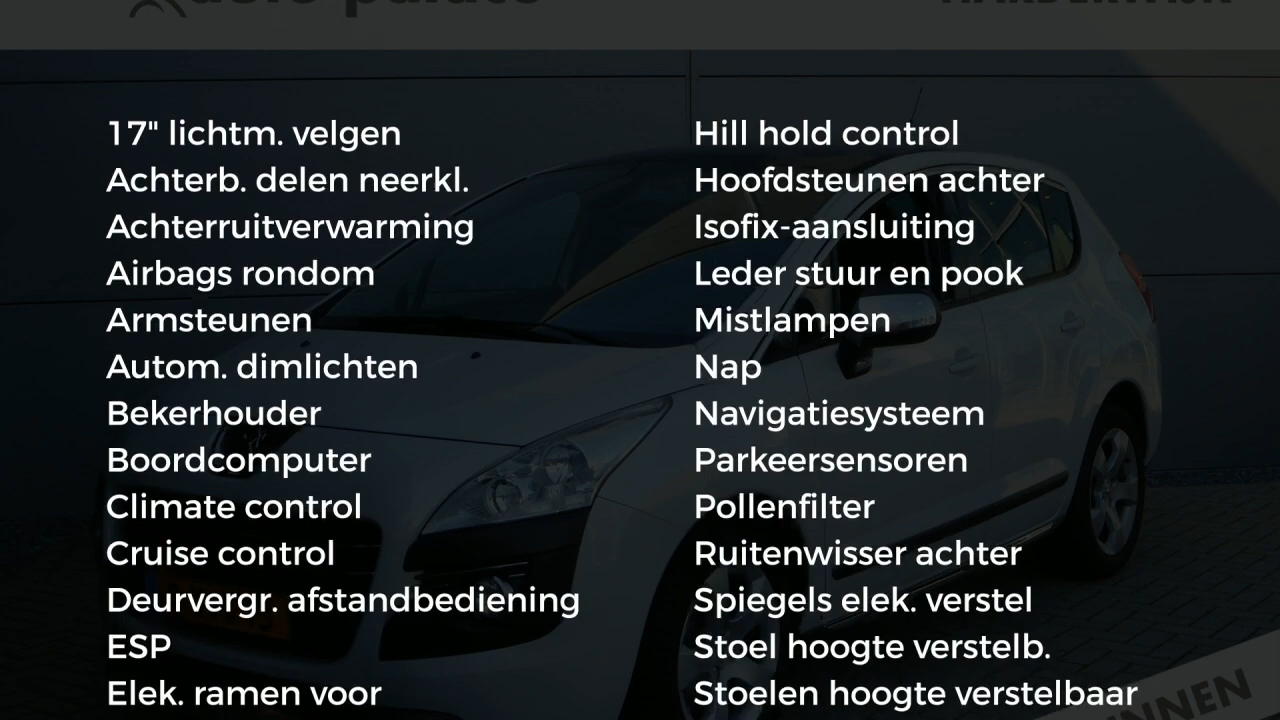 17" lichtm. velgen
Achterb. delen neerkl.
Achterruitverwarming
Airbags rondom
Armsteunen
Autom. dimlichten
Bekerhouder
Boordcomputer
Climate control
Cruise control
Deurvergr. afstandbediening
ESP
Elek. ramen voor
Hill hold control
Hoofdsteunen achter
Isofix-aansluiting
Leder stuur en pook
Mistlampen
Nap
Navigatiesysteem
Parkeersensoren
Pollenfilter
Ruitenwisser achter
Spiegels elek. verstel
Stoel hoogte verstelb.
Stoelen hoogte verstelbaar